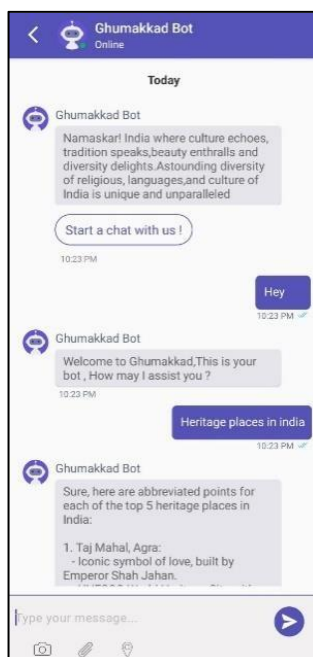 Ghumakkad Bot
Online
Today
Ghumakkad Bot
Namaskar! India where culture echoes,
tradition speaks,beauty enthralls and
diversity delights.Astounding diversity
of religious, languages,and culture of
India is unique and unparalleled
Start a chat with us !
10:23 PM
Hey
10:23 PM
Ghumakkad Bot
Welcome to Ghumakkad,This is your
bot , How may I assist you ?
10:23 PM
Heritage places in india
10:23 PM
Ghumakkad Bot
Sure, here are abbreviated points for
each of the top 5 heritage places in
India:
1. Taj Mahal, Agra:
- Iconic symbol of love, built by
Emperor Shah Jahan.
Type your message...